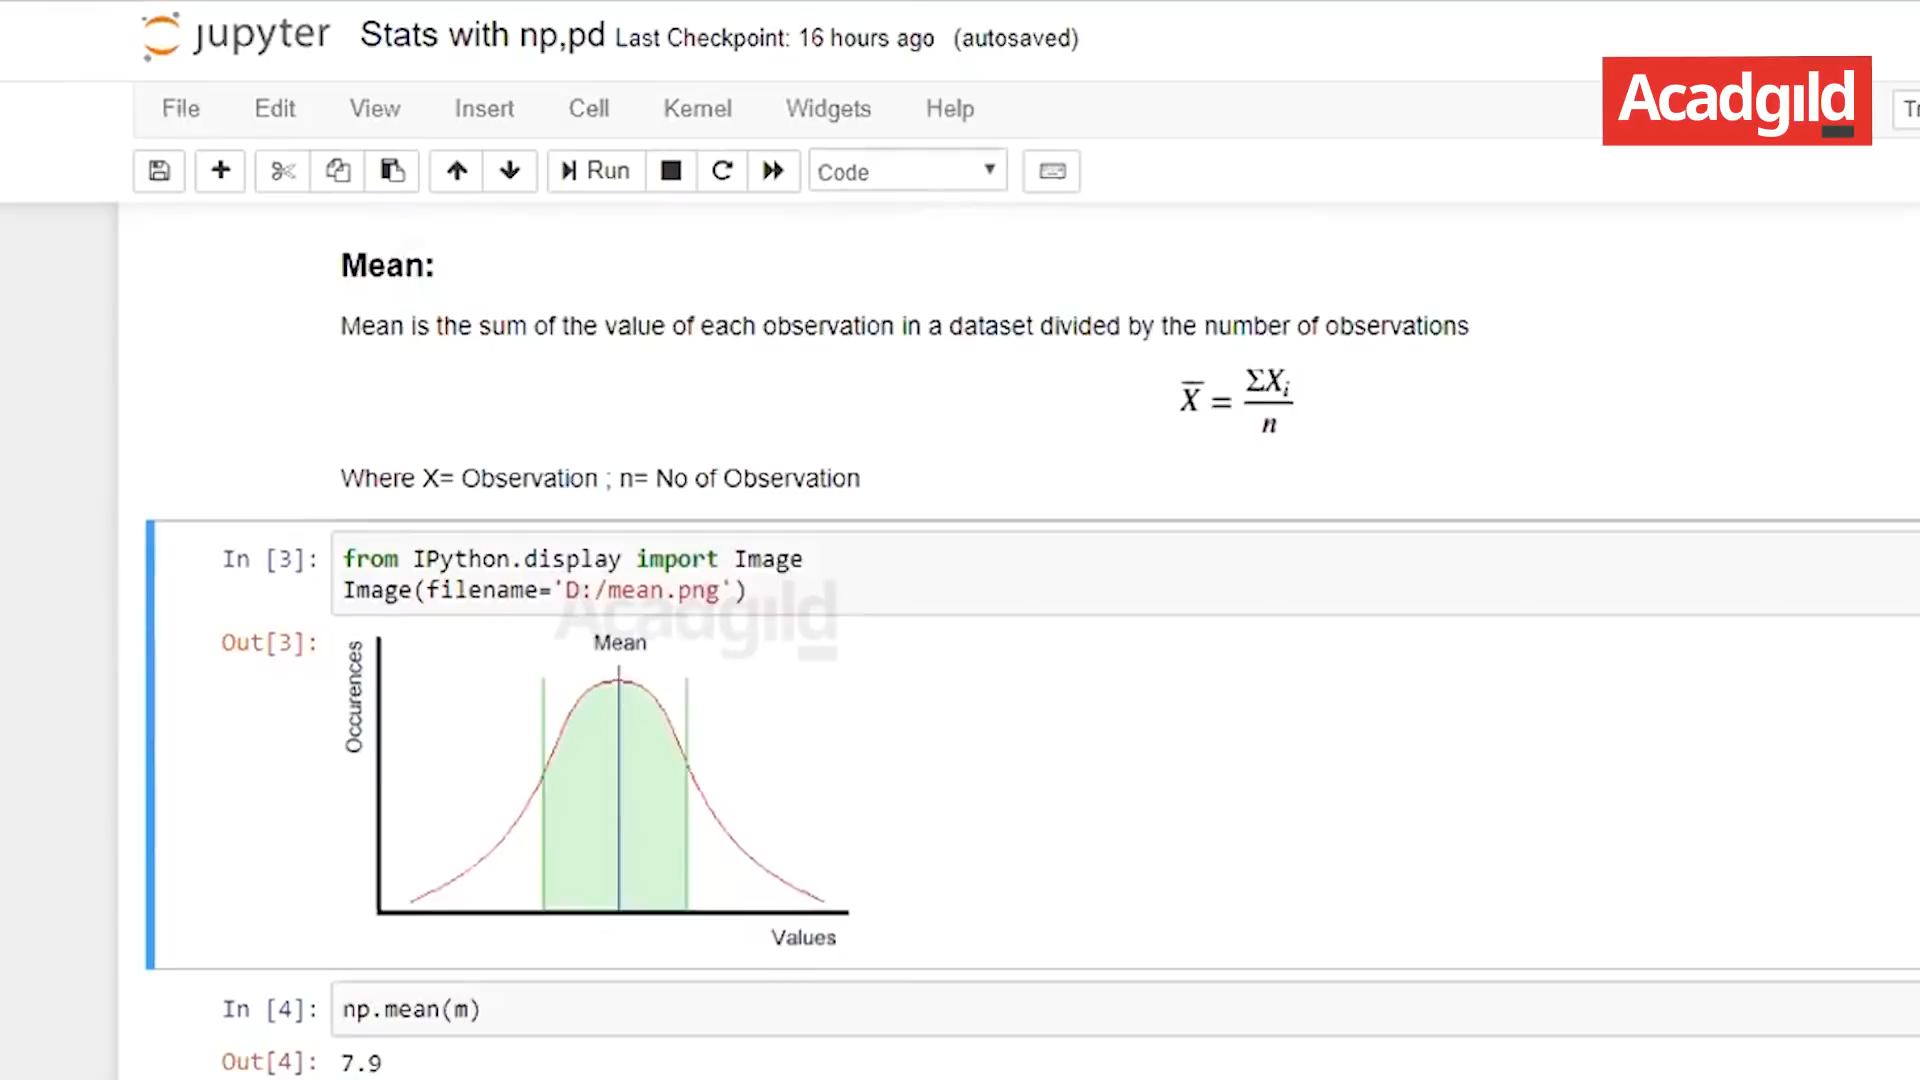 jupyter Stats with np,pd Last Checkpoint: 16 hours ago (autosaved)
Acadgild
File Edit View Insert Cell Kernel Widgets Help
Run Code
Mean:
Mean is the sum of the value of each observation in a dataset divided by the number of observations
X̅ = ΣXᵢ / n
Where X= Observation ; n= No of Observation
In [3]: from IPython.display import Image
Image(filename='D:/mean.png')
Acadgild
Out[3]:
Mean
Occurences
Values
In [4]: np.mean(m)
Out[4]: 7.9